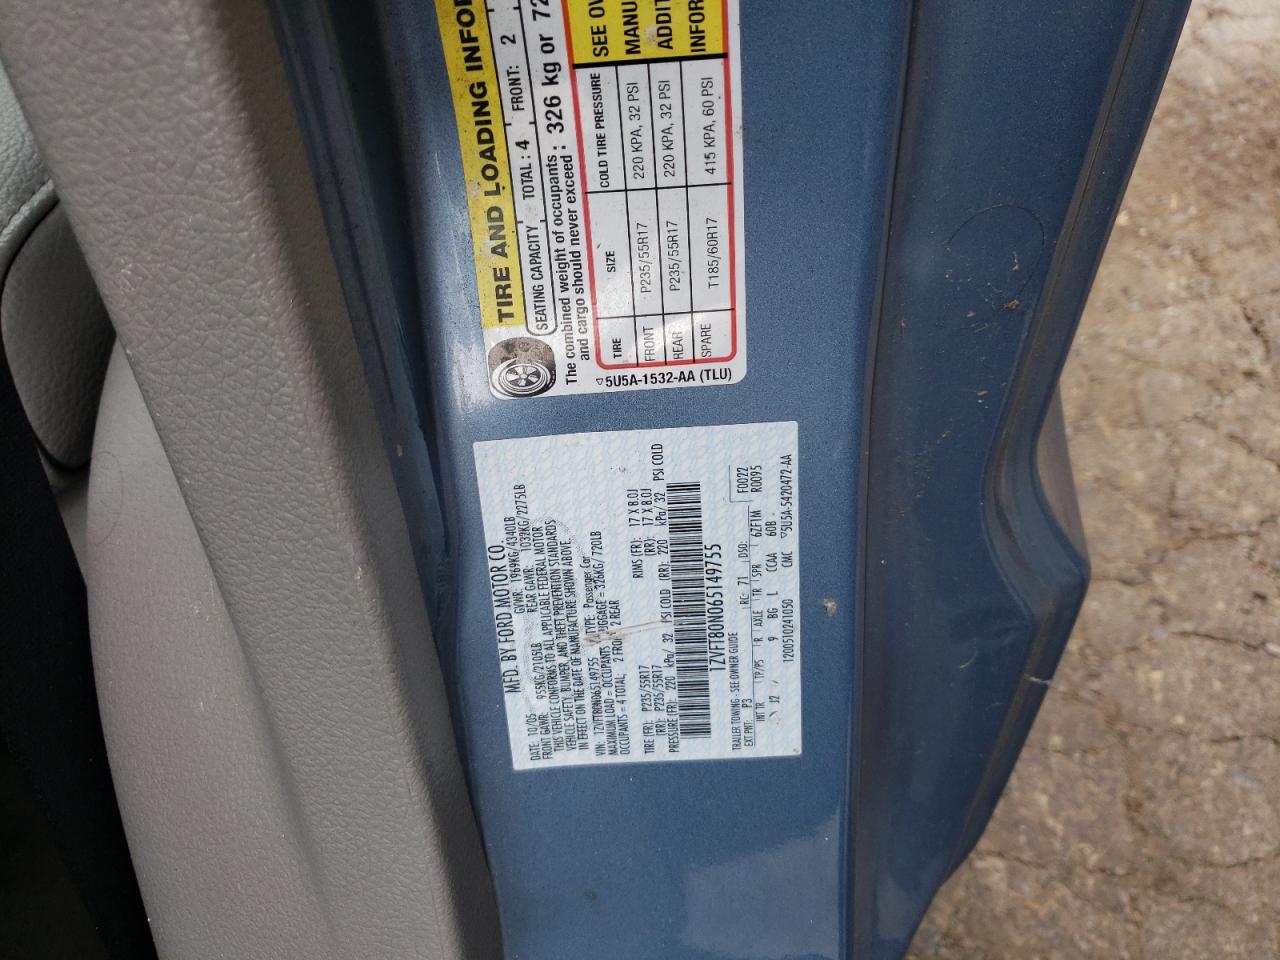 TIRE AND LOADING INFOR
SEATING CAPACITY TOTAL: 4 FRONT: 2
The combined weight of occupants
and cargo should never exceed : 326 kg or 72
TIRE SIZE COLD TIRE PRESSURE SEE OW
FRONT P235/55R17 220 KPA, 32 PSI MANU
REAR P235/55R17 220 KPA, 32 PSI ADDIT
SPARE T185/60R17 415 KPA, 60 PSI INFOR
5U5A-1532-AA (TLU)
MFD. BY FORD MOTOR CO.
DATE: 10/05 GVWR: 1969KG/4340LB
FRONT GAWR: 955KG/2105LB REAR GAWR: 1032KG/2275LB
THIS VEHICLE CONFORMS TO ALL APPLICABLE FEDERAL MOTOR
VEHICLE SAFETY, BUMPER, AND THEFT PREVENTION STANDARDS
IN EFFECT ON THE DATE OF MANUFACTURE SHOWN ABOVE.
VIN: 1ZVFT80N065149755 TYPE: Passenger Car
MAXIMUM LOAD = OCCUPANTS = 326KG/ 720LB
OCCUPANTS = 4 TOTAL: 2 2 REAR
TIRE (FR): P235/55R17 RIMS (FR): 17 X 8.0J
(RR): P235/55R17 (RR): 17 X 8.0J
PRESSURE (FR): 220 kPa/ 32 PSI COLD (RR): 220 kPa/ 32 PSI COLD
1ZVFT80N065149755
TRAILER TOWING - SEE OWNER GUIDE
EXT PNT: P3 RC: 71 DSO: F0022
R0095
INT TR TP/PS R AXLE TR SPR 6ZF1M
12 9 BG L CCAA 60B
1200510241050 CMC 5U5A-5420472-AA